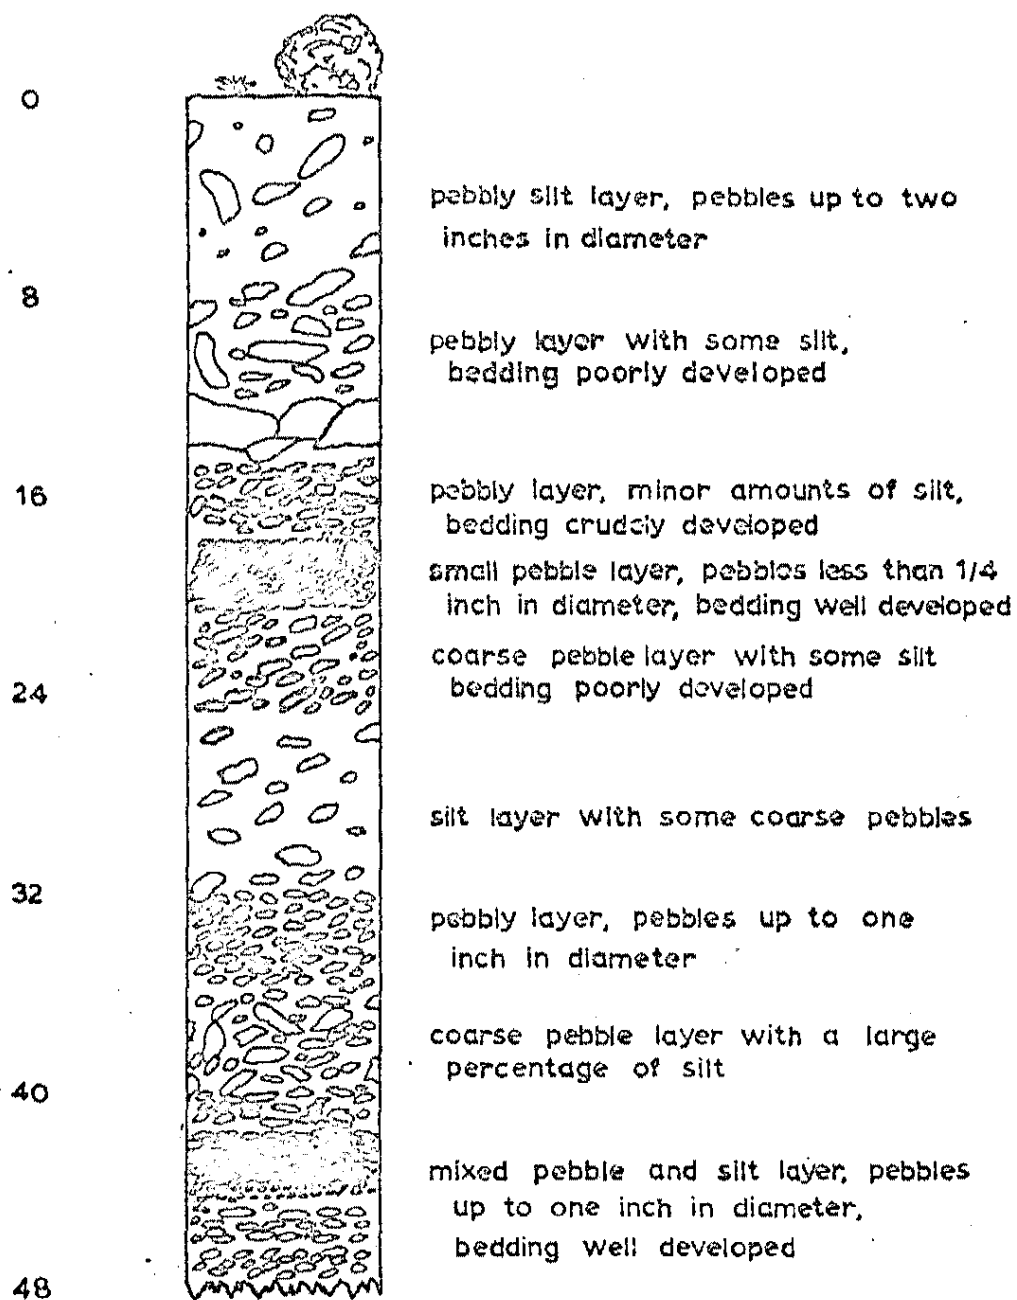 0
pebbly silt layer, pebbles up to two
inches in diameter
8
pebbly layer with some silt,
bedding poorly developed
16
pebbly layer, minor amounts of silt,
bedding crudely developed
small pebble layer, pebbles less than 1/4
inch in diameter, bedding well developed
coarse pebble layer with some silt
bedding poorly developed
24
silt layer with some coarse pebbles
32
pebbly layer, pebbles up to one
inch in diameter
coarse pebble layer with a large
percentage of silt
40
mixed pebble and silt layer, pebbles
up to one inch in diameter,
bedding well developed
48